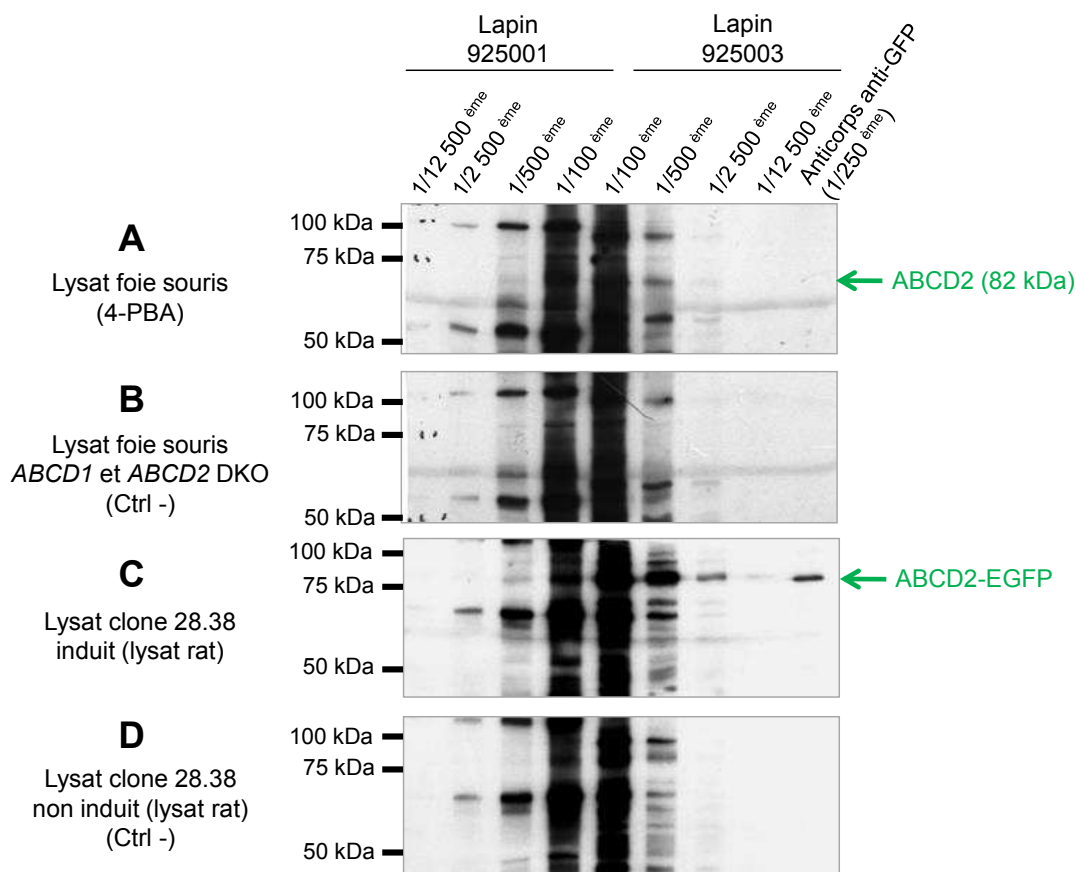 Lapin
925001
Lapin
925003
1/12 500 ème
1/2 500 ème
1/500 ème
1/100 ème
1/100 ème
1/500 ème
1/2 500 ème
1/12 500 ème
Anticorps anti-GFP
(1/250 ème)
A
Lysat foie souris
(4-PBA)
100 kDa
75 kDa
50 kDa
ABCD2 (82 kDa)
B
Lysat foie souris
ABCD1 et ABCD2 DKO
(Ctrl -)
100 kDa
75 kDa
50 kDa
C
Lysat clone 28.38
induit (lysat rat)
100 kDa
75 kDa
50 kDa
ABCD2-EGFP
D
Lysat clone 28.38
non induit (lysat rat)
(Ctrl -)
100 kDa
75 kDa
50 kDa